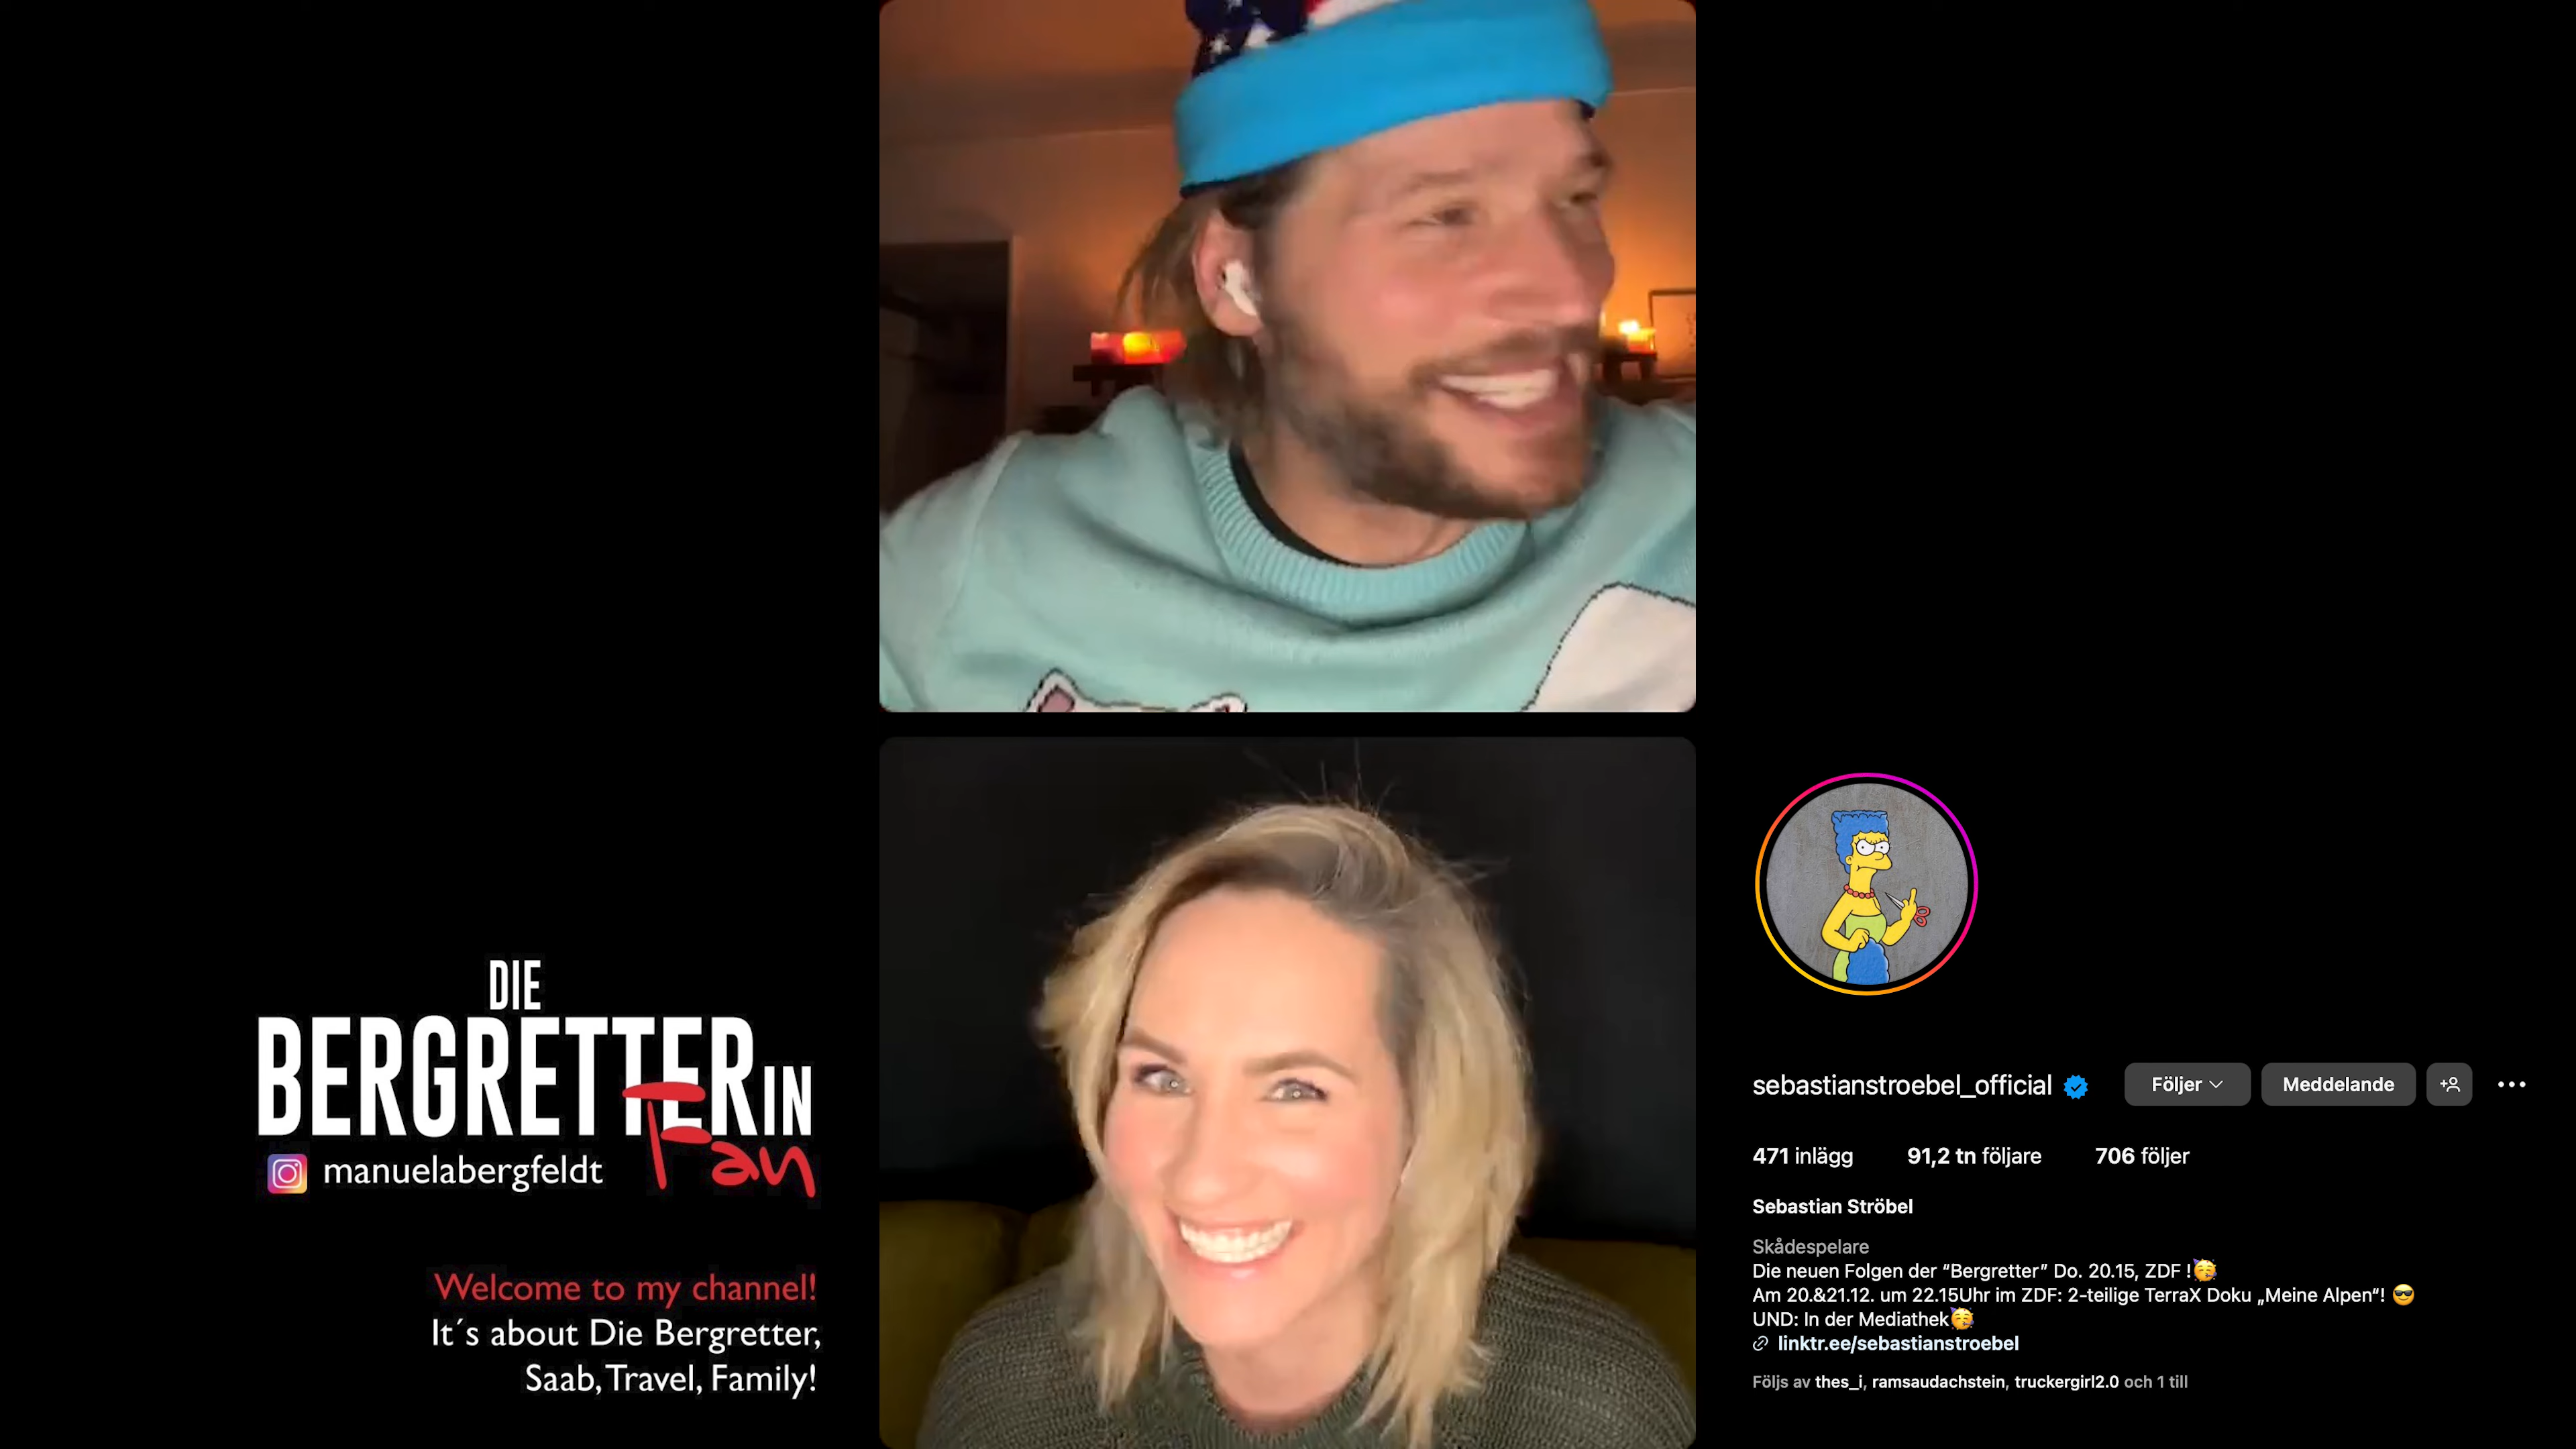 DIE
BERGRETTERIN
Fan
manuelabergfeldt
Welcome to my channel!
It´s about Die Bergretter,
Saab, Travel, Family!
sebastianstroebel_official
Följer
Meddelande
471 inlägg 91,2 tn följare 706 följer
Sebastian Ströbel
Skådespelare
Die neuen Folgen der “Bergretter” Do. 20.15, ZDF !🥳
Am 20.&21.12. um 22.15Uhr im ZDF: 2-teilige TerraX Doku „Meine Alpen“! 😎
UND: In der Mediathek🥳
linktr.ee/sebastianstroebel
Följs av thes_i, ramsaudachstein, truckergirl2.0 och 1 till